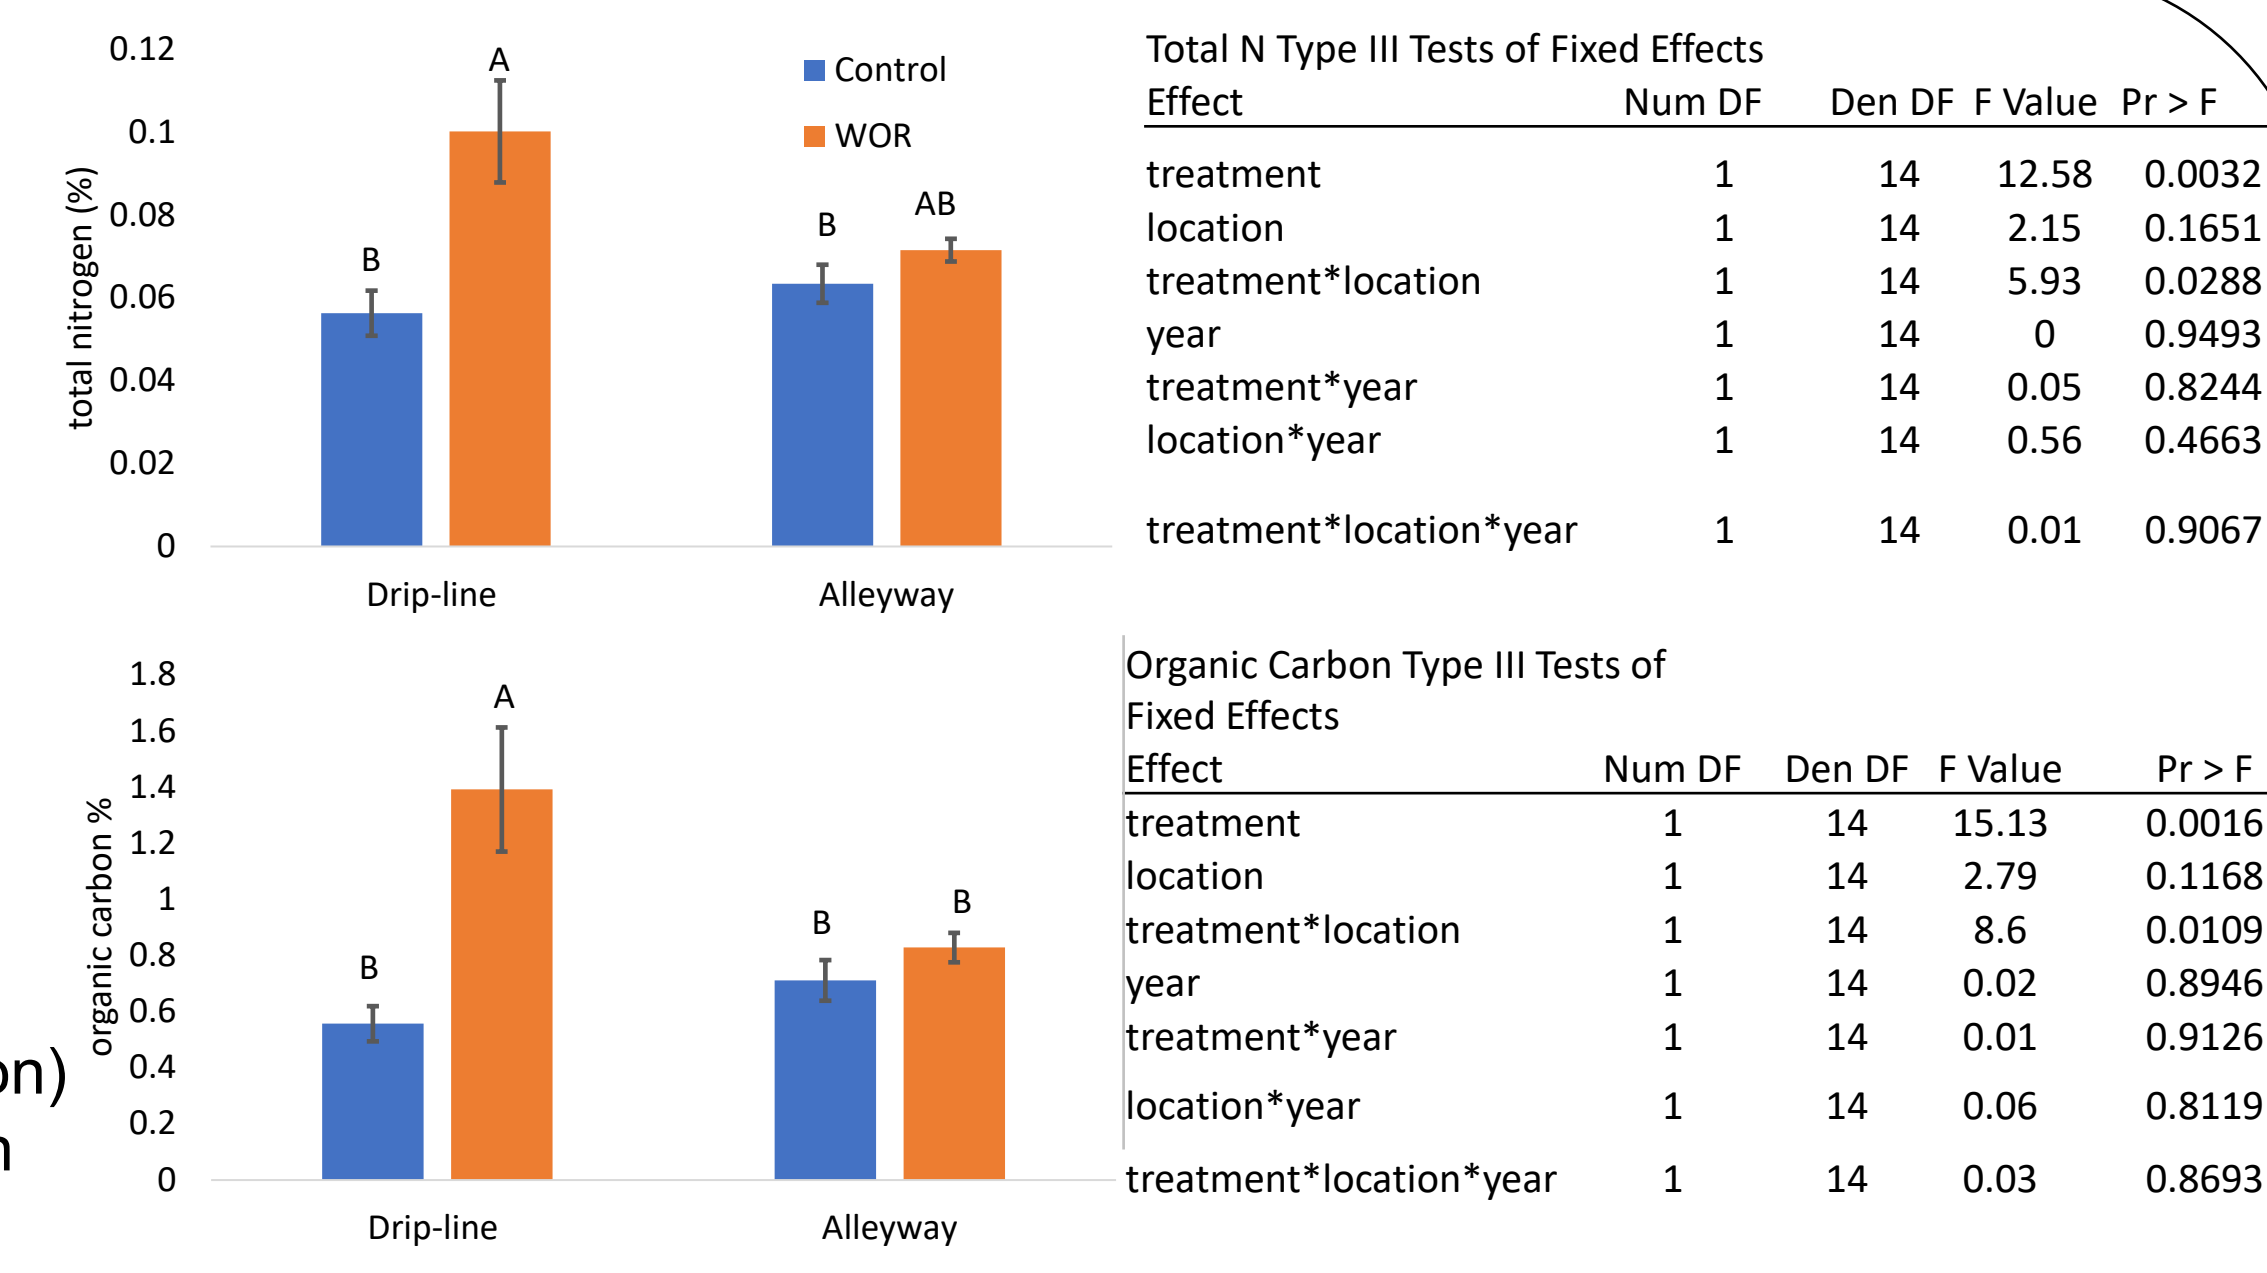 0.12
0.1
0.08
0.06
0.04
0.02
0
total nitrogen (%)
A
B
B
AB
Control
WOR
Drip-line Alleyway
Total N Type III Tests of Fixed Effects
Effect Num DF Den DF F Value Pr > F
treatment 1 14 12.58 0.0032
location 1 14 2.15 0.1651
treatment*location 1 14 5.93 0.0288
year 1 14 0 0.9493
treatment*year 1 14 0.05 0.8244
location*year 1 14 0.56 0.4663
treatment*location*year 1 14 0.01 0.9067
on)
n
1.8
1.6
1.4
1.2
1
0.8
0.6
0.4
0.2
0
organic carbon %
A
B
B
B
Drip-line Alleyway
Organic Carbon Type III Tests of
Fixed Effects
Effect Num DF Den DF F Value Pr > F
treatment 1 14 15.13 0.0016
location 1 14 2.79 0.1168
treatment*location 1 14 8.6 0.0109
year 1 14 0.02 0.8946
treatment*year 1 14 0.01 0.9126
location*year 1 14 0.06 0.8119
treatment*location*year 1 14 0.03 0.8693